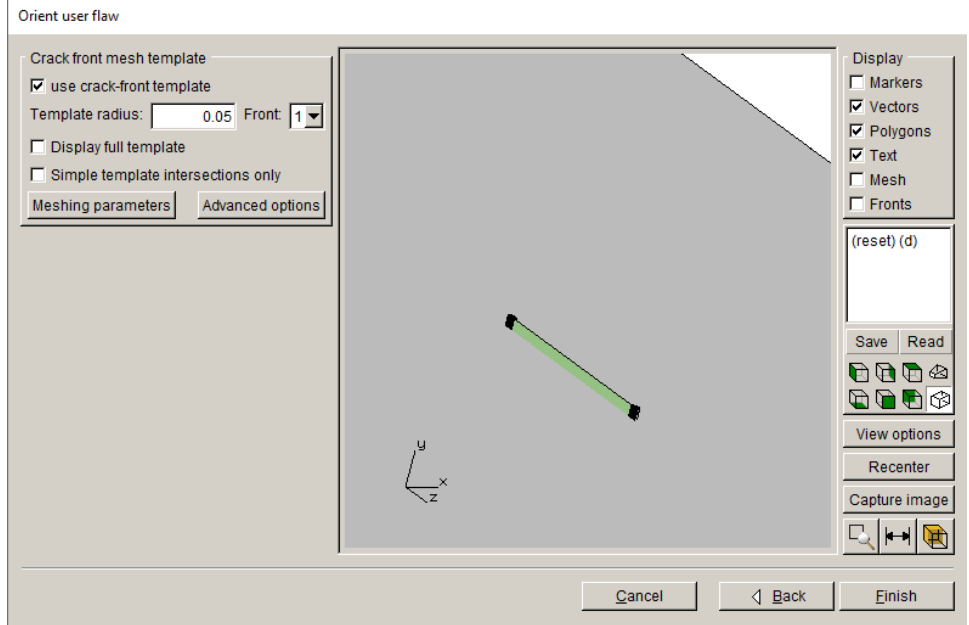 Orient user flaw
Crack front mesh template
use crack-front template
Template radius: 0.05 Front: 1
Display full template
Simple template intersections only
Meshing parameters Advanced options
y
x
z
Display
Markers
Vectors
Polygons
Text
Mesh
Fronts
(reset) (d)
Save Read
View options
Recenter
Capture image
Cancel Back Finish